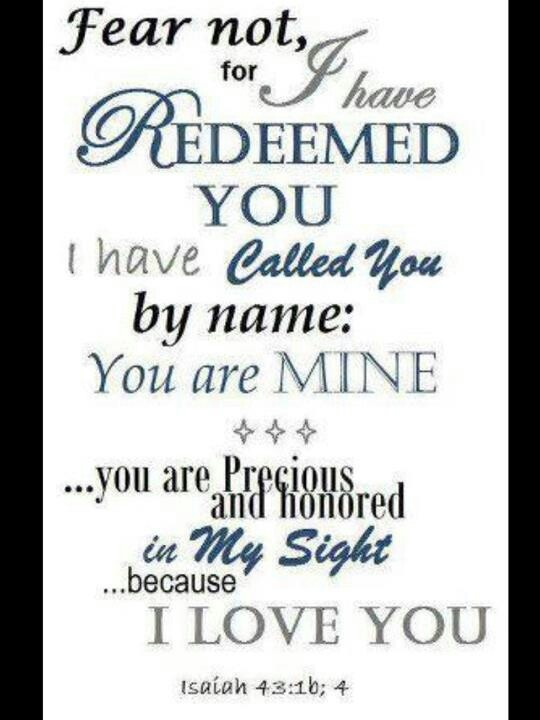 Fear not,
for I have
REDEEMED
YOU
I have Called You
by name:
You are MINE
...you are Precious
and honored
in My Sight
...because
I LOVE YOU
Isaiah 43:1b; 4